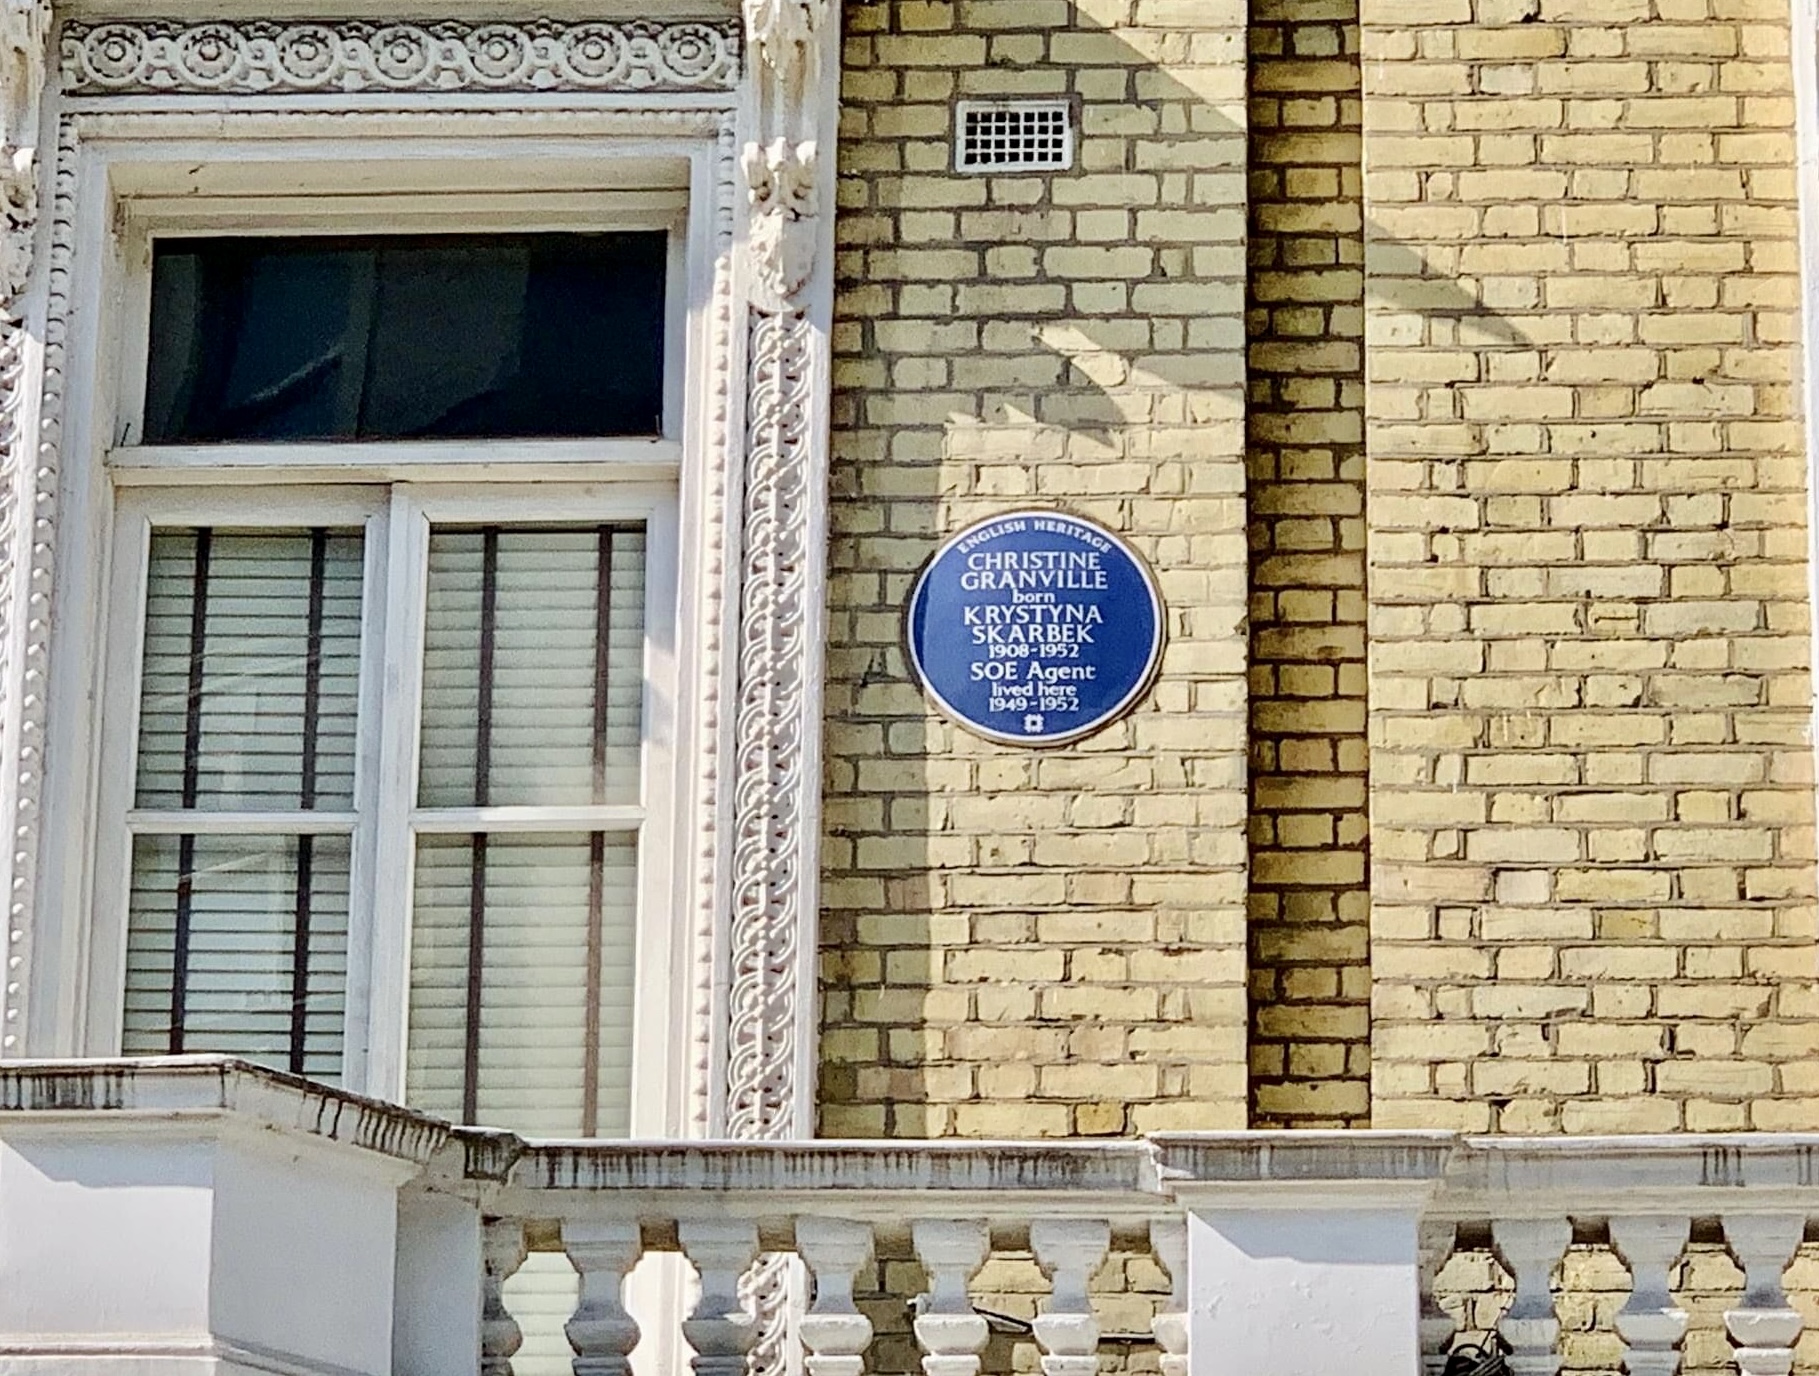 ENGLISH HERITAGE
CHRISTINE
GRANVILLE
born
KRYSTYNA
SKARBEK
1908-1952
SOE Agent
lived here
1949-1952